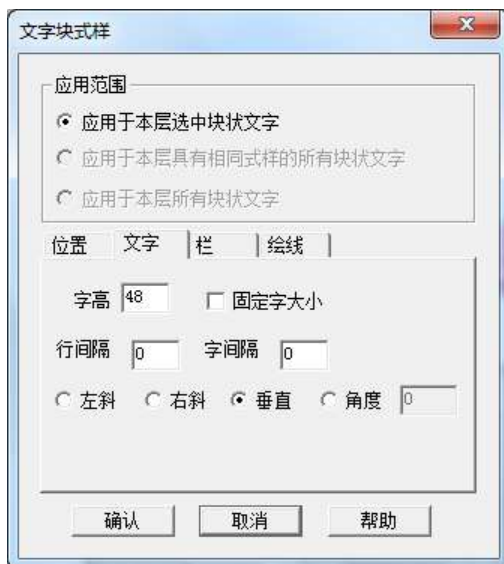 文字块式样
应用范围
应用于本层选中块状文字
应用于本层具有相同式样的所有块状文字
应用于本层所有块状文字
位置 文字 栏 绘线
字高 48 固定字大小
行间隔 0 字间隔 0
左斜 右斜 垂直 角度 0
确认 取消 帮助